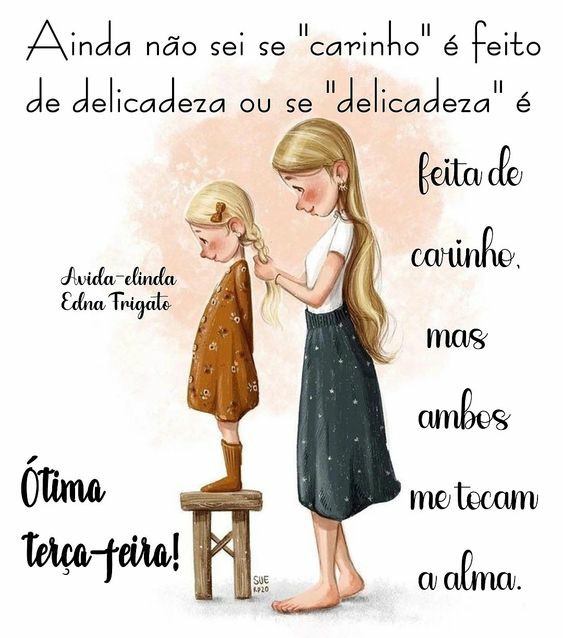 Ainda não sei se "carinho" é feito
de delicadeza ou se "delicadeza" é
feita de
carinho,
mas
ambos
me tocam
a alma.
Avida-elinda
Edna Frigato
Ótima
terça-feira!
SUE